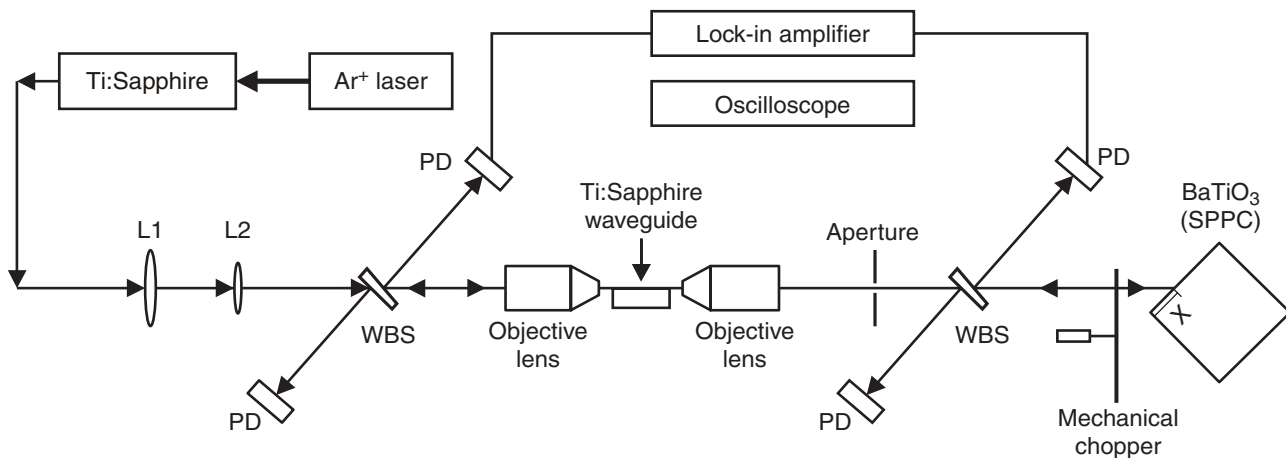 Lock-in amplifier
Ti:Sapphire
Ar+ laser
Oscilloscope
PD
PD
Ti:Sapphire
waveguide
BaTiO3
(SPPC)
L1
L2
Aperture
X
WBS
Objective
lens
Objective
lens
WBS
PD
PD
Mechanical
chopper